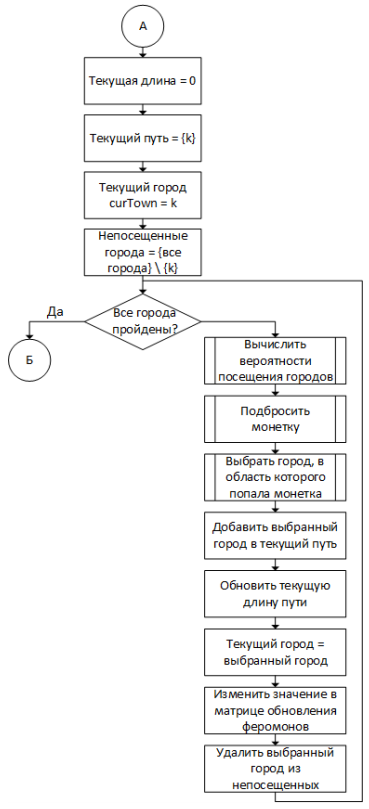 А
Текущая длина = 0
Текущий путь = {k}
Текущий город
curTown = k
Непосещенные
города = {все
города} \ {k}
Да
Все города
пройдены?
Б
Вычислить
вероятности
посещения городов
Подбросить
монетку
Выбрать город, в
область которого
попала монетка
Добавить выбранный
город в текущий путь
Обновить текущую
длину пути
Текущий город =
выбранный город
Изменить значение в
матрице обновления
феромонов
Удалить выбранный
город из
непосещенных